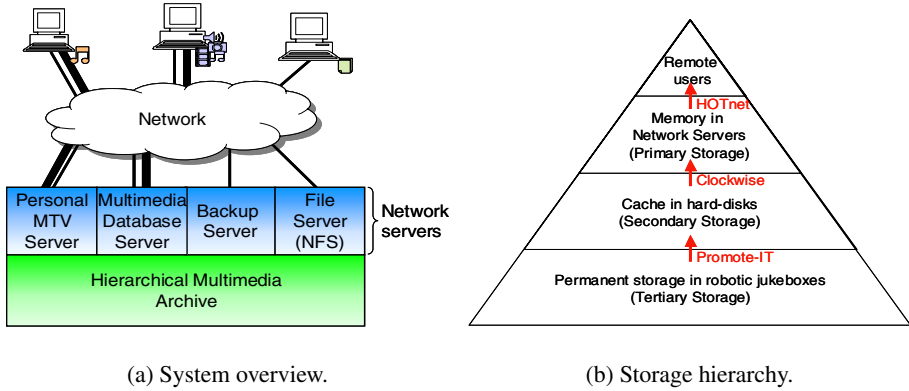 Network
Personal
MTV
Server
Multimedia
Database
Server
Backup
Server
File
Server
(NFS)
Network
servers
Hierarchical Multimedia
Archive
(a) System overview.
Remote
users
HOTnet
Memory in
Network Servers
(Primary Storage)
Clockwise
Cache in hard-disks
(Secondary Storage)
Promote-IT
Permanent storage in robotic jukeboxes
(Tertiary Storage)
(b) Storage hierarchy.